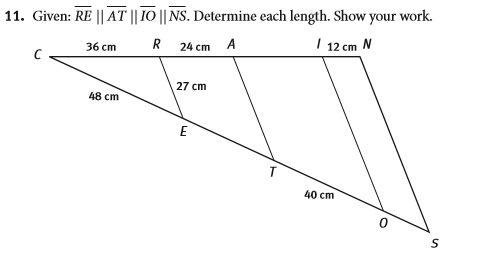 11. Given: RE || AT || IO || NS. Determine each length. Show your work.
C 36 cm R 24 cm A I 12 cm N
48 cm 27 cm
E
T
40 cm
O
S